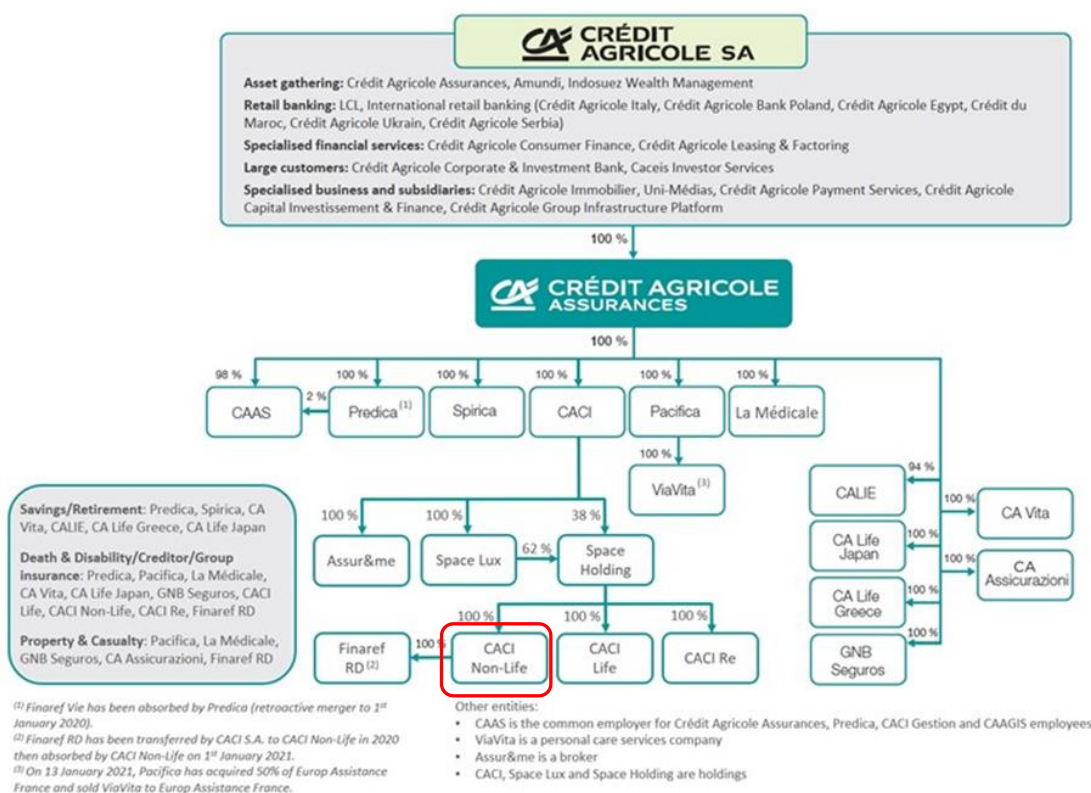 CA CRÉDIT
AGRICOLE SA
Asset gathering: Crédit Agricole Assurances, Amundi, Indosuez Wealth Management
Retail banking: LCL, International retail banking (Crédit Agricole Italy, Crédit Agricole Bank Poland, Crédit Agricole Egypt, Crédit du
Maroc, Crédit Agricole Ukrain, Crédit Agricole Serbia)
Specialised financial services: Crédit Agricole Consumer Finance, Crédit Agricole Leasing & Factoring
Large customers: Crédit Agricole Corporate & Investment Bank, Caceis Investor Services
Specialised business and subsidiaries: Crédit Agricole Immobilier, Uni-Médias, Crédit Agricole Payment Services, Crédit Agricole
Capital Investissement & Finance, Crédit Agricole Group Infrastructure Platform
100 %
CA CRÉDIT AGRICOLE
ASSURANCES
100 %
98 % 100 % 100 % 100 % 100 % 100 %
CAAS 2 % Predica (1) Spirica CACI Pacifica La Médicale
100 %
ViaVita (3)
94 %
CALIE
100 %
CA Vita
100 %
CA Life
Japan
100 %
CA
Assicurazioni
100 %
CA Life
Greece
100 %
GNB
Seguros
100 % 100 % 38 %
Assur&me Space Lux 62 % Space
Holding
100 % 100 % 100 %
Finaref
RD (2)
100 %
CACI
Non-Life
CACI
Life
CACI Re
Savings/Retirement: Predica, Spirica, CA
Vita, CALIE, CA Life Greece, CA Life Japan
Death & Disability/Creditor/Group
insurance: Predica, Pacifica, La Médicale,
CA Vita, CA Life Japan, GNB Seguros, CACI
Life, CACI Non-Life, CACI Re, Finaref RD
Property & Casualty: Pacifica, La Médicale,
GNB Seguros, CA Assicurazioni, Finaref RD
(1) Finaref Vie has been absorbed by Predica (retroactive merger to 1st
January 2020).
(2) Finaref RD has been transferred by CACI S.A. to CACI Non-Life in 2020
then absorbed by CACI Non-Life on 1st January 2021.
(3) On 13 January 2021, Pacifica has acquired 50% of Europ Assistance
France and sold ViaVita to Europ Assistance France.
Other entities:
• CAAS is the common employer for Crédit Agricole Assurances, Predica, CACI Gestion and CAAGIS employees
• ViaVita is a personal care services company
• Assur&me is a broker
• CACI, Space Lux and Space Holding are holdings